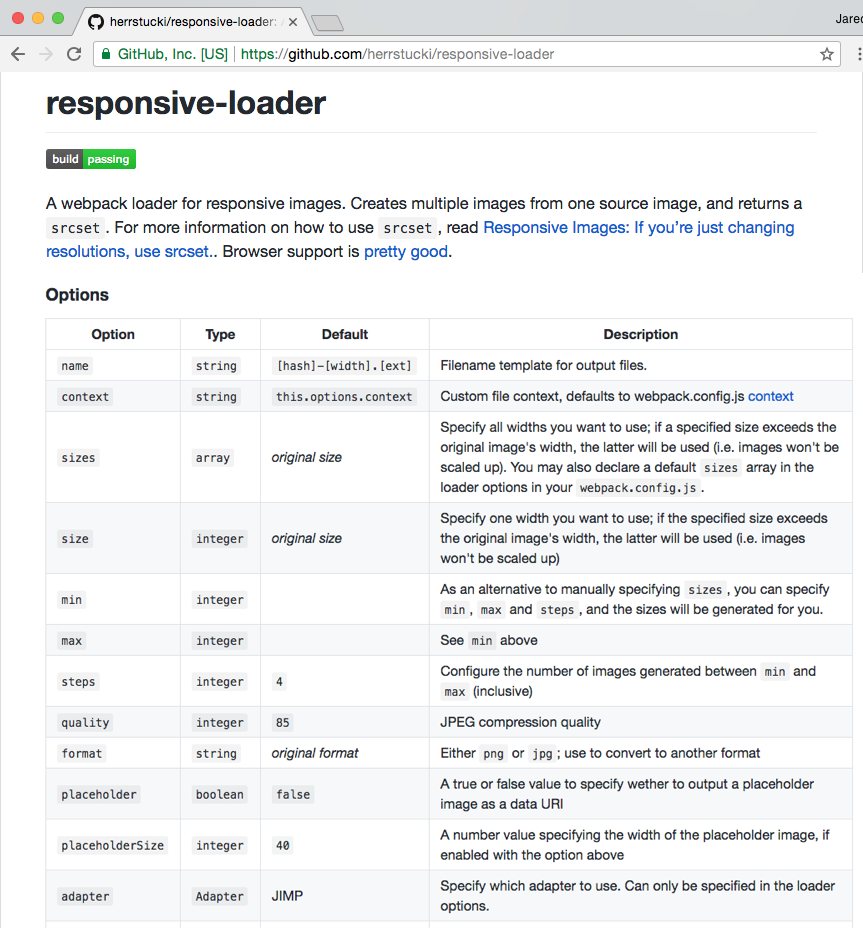 herrstucki/responsive-loader:
Jared
GitHub, Inc. [US] https://github.com/herrstucki/responsive-loader
responsive-loader
build passing
A webpack loader for responsive images. Creates multiple images from one source image, and returns a
srcset. For more information on how to use srcset, read Responsive Images: If you’re just changing
resolutions, use srcset.. Browser support is pretty good.
Options
Option Type Default Description
name string [hash]-[width].[ext] Filename template for output files.
context string this.options.context Custom file context, defaults to webpack.config.js context
Specify all widths you want to use; if a specified size exceeds the
original image's width, the latter will be used (i.e. images won't be
sizes array original size
scaled up). You may also declare a default sizes array in the
loader options in your webpack.config.js.
Specify one width you want to use; if the specified size exceeds
size integer original size the original image's width, the latter will be used (i.e. images
won't be scaled up)
As an alternative to manually specifying sizes, you can specify
min integer
min, max and steps, and the sizes will be generated for you.
max integer See min above
Configure the number of images generated between min and
steps integer 4
max (inclusive)
quality integer 85 JPEG compression quality
format string original format Either png or jpg; use to convert to another format
A true or false value to specify wether to output a placeholder
placeholder boolean false
image as a data URI
A number value specifying the width of the placeholder image, if
placeholderSize integer 40
enabled with the option above
Specify which adapter to use. Can only be specified in the loader
adapter Adapter JIMP
options.